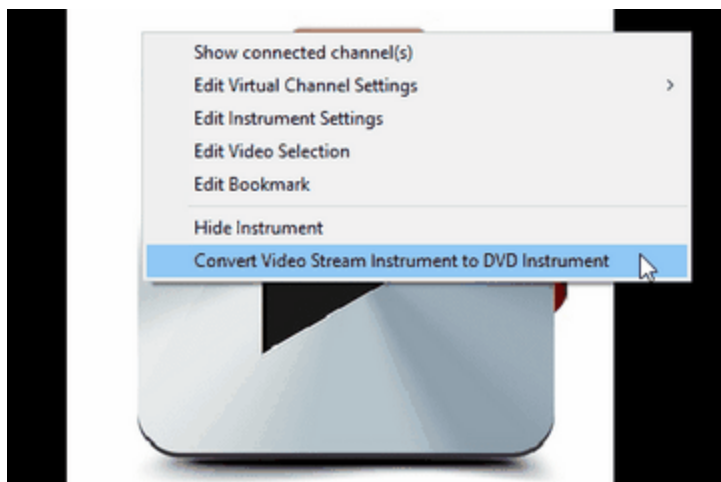 Show connected channel(s)
Edit Virtual Channel Settings
Edit Instrument Settings
Edit Video Selection
Edit Bookmark
Hide Instrument
Convert Video Stream Instrument to DVD Instrument